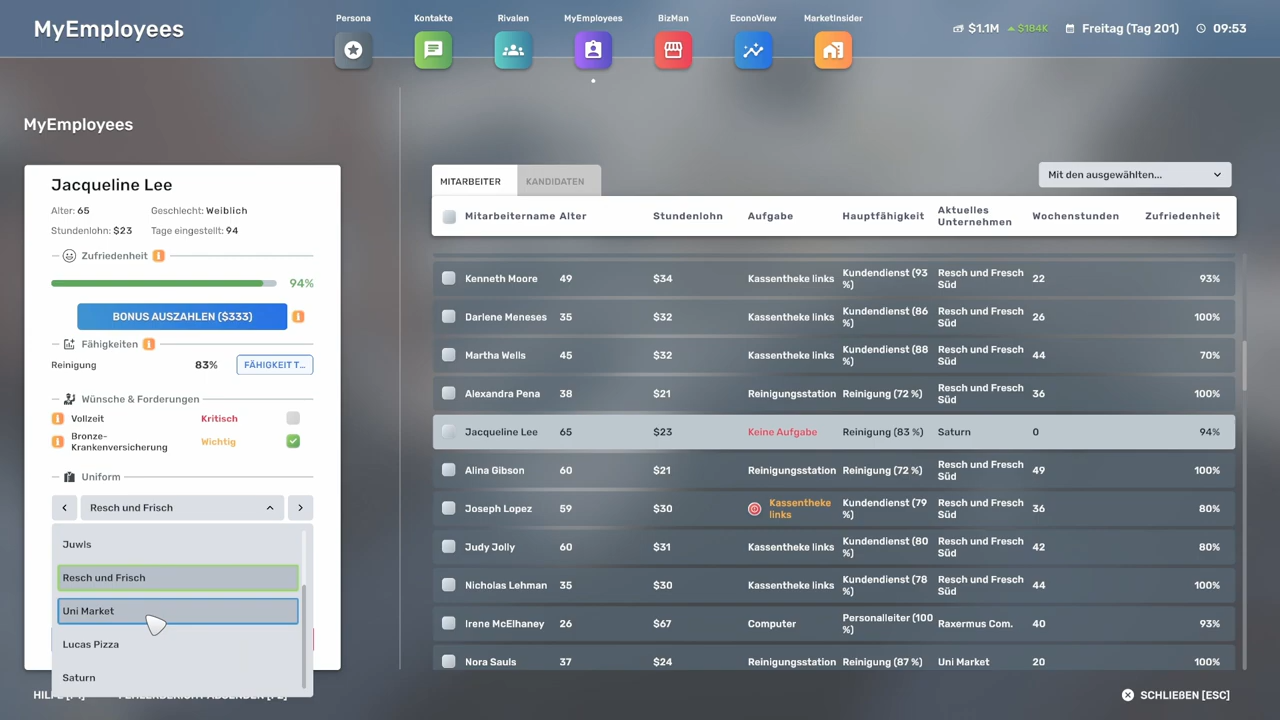 MyEmployees
Persona
Kontakte
Rivalen
MyEmployees
BizMan
EconoView
MarketInsider
$1.1M
$184K
Freitag (Tag 201)
09:53
MyEmployees
Jacqueline Lee
Alter: 65
Geschlecht: Weiblich
Stundenlohn: $23
Tage eingestellt: 94
Zufriedenheit
94%
BONUS AUSZAHLEN ($333)
Fähigkeiten
Reinigung
83%
FÄHIGKEIT T...
Wünsche & Forderungen
Vollzeit
Kritisch
Bronze-
Krankenversicherung
Wichtig
Uniform
Resch und Frisch
Juwls
Resch und Frisch
Uni Market
Lucas Pizza
Saturn
MITARBEITER
KANDIDATEN
Mit den ausgewählten...
Mitarbeitername
Alter
Stundenlohn
Aufgabe
Hauptfähigkeit
Aktuelles
Unternehmen
Wochenstunden
Zufriedenheit
Kenneth Moore
49
$34
Kassentheke links
Kundendienst (93
%)
Resch und Fresch
Süd
22
93%
Darlene Meneses
35
$32
Kassentheke links
Kundendienst (86
%)
Resch und Fresch
Süd
26
100%
Martha Wells
45
$32
Kassentheke links
Kundendienst (88
%)
Resch und Fresch
Süd
44
70%
Alexandra Pena
38
$21
Reinigungsstation
Reinigung (72 %)
Resch und Fresch
Süd
36
100%
Jacqueline Lee
65
$23
Keine Aufgabe
Reinigung (83 %)
Saturn
0
94%
Alina Gibson
60
$21
Reinigungsstation
Reinigung (72 %)
Resch und Fresch
Süd
49
100%
Joseph Lopez
59
$30
Kassentheke
links
Kundendienst (79
%)
Resch und Fresch
Süd
36
80%
Judy Jolly
60
$31
Kassentheke links
Kundendienst (80
%)
Resch und Fresch
Süd
42
80%
Nicholas Lehman
35
$30
Kassentheke links
Kundendienst (78
%)
Resch und Fresch
Süd
44
100%
Irene McElhaney
26
$67
Computer
Personalleiter (100
%)
Raxermus Com.
40
93%
Nora Sauls
37
$24
Reinigungsstation
Reinigung (87 %)
Uni Market
20
100%
SCHLIEẞEN [ESC]